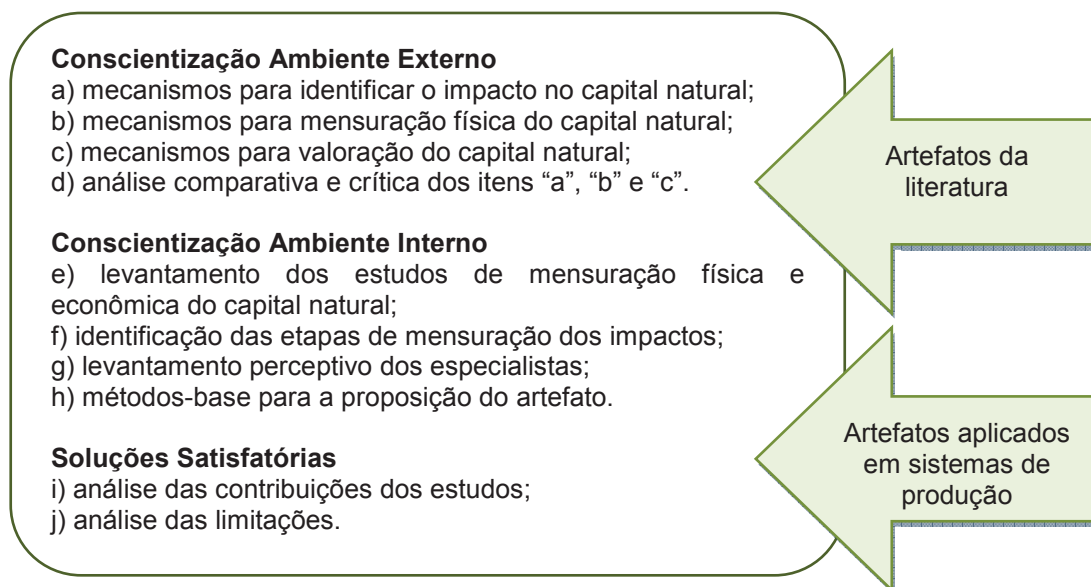 Conscientização Ambiente Externo
a) mecanismos para identificar o impacto no capital natural;
b) mecanismos para mensuração física do capital natural;
c) mecanismos para valoração do capital natural;
d) análise comparativa e crítica dos itens “a”, “b” e “c”.
Conscientização Ambiente Interno
e) levantamento dos estudos de mensuração física e
econômica do capital natural;
f) identificação das etapas de mensuração dos impactos;
g) levantamento perceptivo dos especialistas;
h) métodos-base para a proposição do artefato.
Soluções Satisfatórias
i) análise das contribuições dos estudos;
j) análise das limitações.
Artefatos da
literatura
Artefatos aplicados
em sistemas de
produção